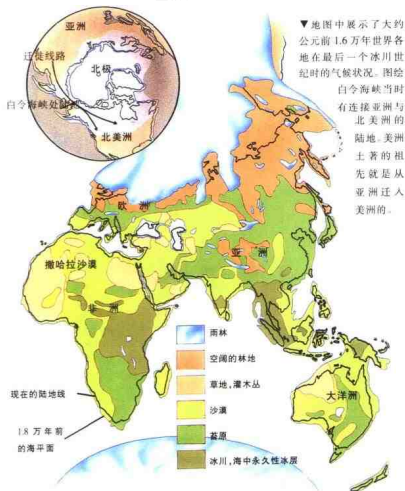 亚洲
迁徙线路
北极
白令海峡处陆桥
北美洲
▼地图中展示了大约
公元前1.6万年世界各
地在最后一个冰川世
纪时的气候状况。图绘
白令海峡当时
有连接亚洲与
北美洲的
陆地。美洲
土著的祖
先就是从
亚洲迁入
美洲的。
欧洲
亚洲
撒哈拉沙漠
非洲
大洋洲
雨林
空阔的林地
草地,灌木丛
沙漠
苔原
冰川,海中永久性冰层
现在的陆地线
1.8万年前
的海平面